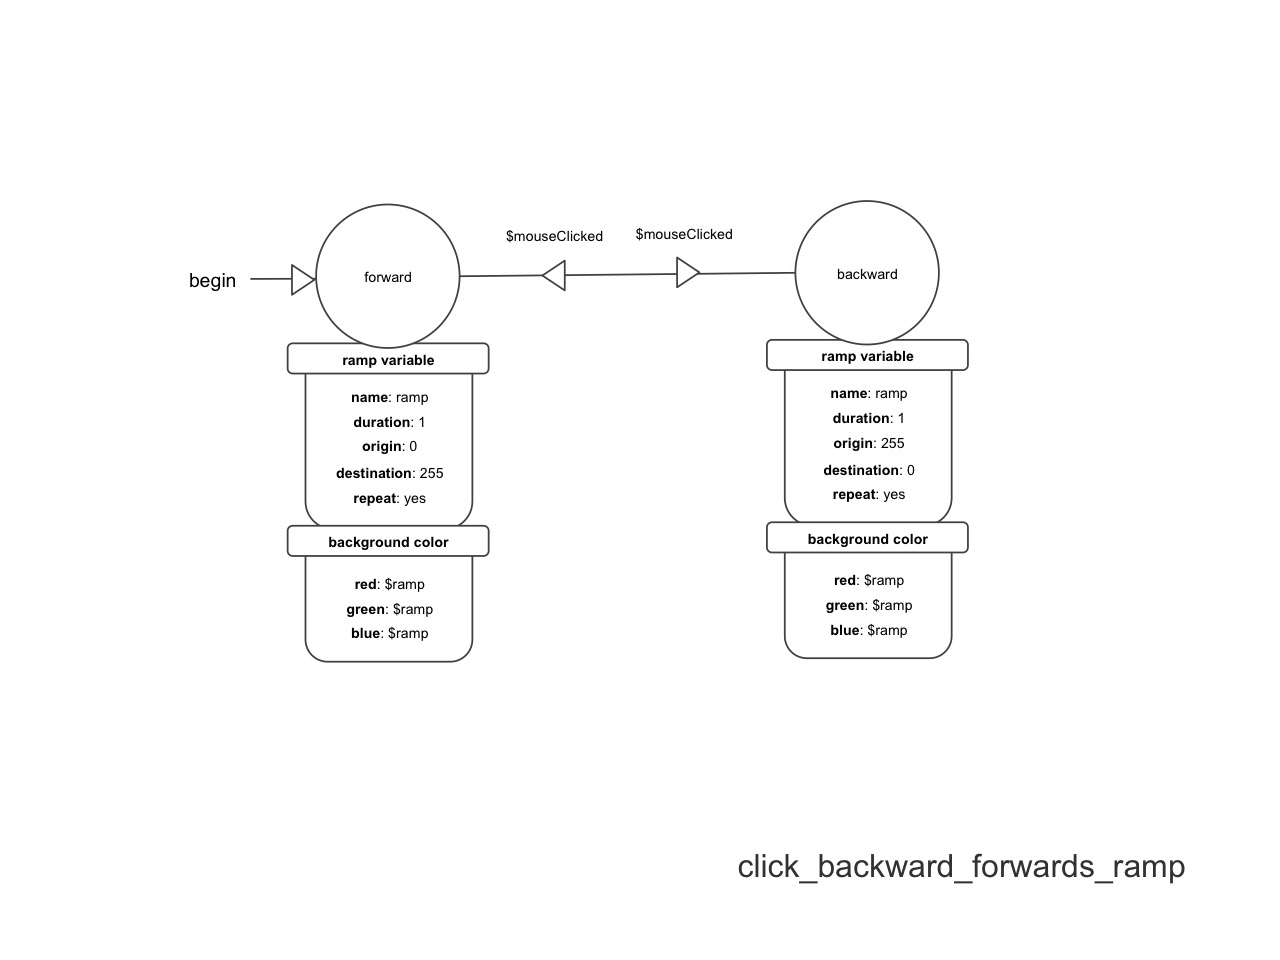 $mouseClicked
$mouseClicked
begin
forward
backward
ramp variable
name: ramp
duration: 1
origin: 0
destination: 255
repeat: yes
background color
red: $ramp
green: $ramp
blue: $ramp
ramp variable
name: ramp
duration: 1
origin: 255
destination: 0
repeat: yes
background color
red: $ramp
green: $ramp
blue: $ramp
click_backward_forwards_ramp